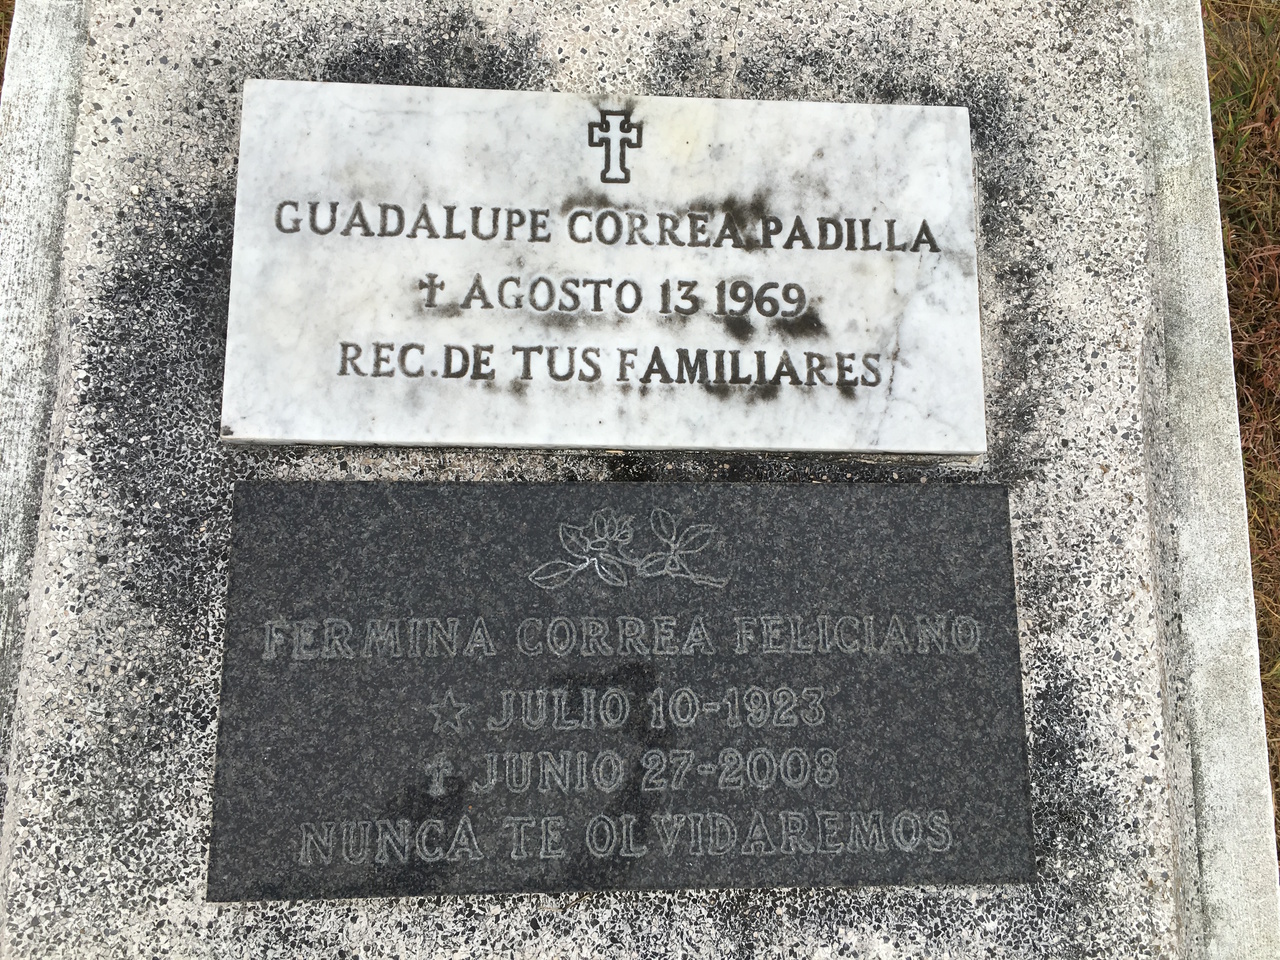 GUADALUPE CORREA PADILLA
✝ AGOSTO 13 1969
REC. DE TUS FAMILIARES
FERMINA CORREA FELICIANO
☆ JULIO 10-1923
✝ JUNIO 27-2008
NUNCA TE OLVIDAREMOS